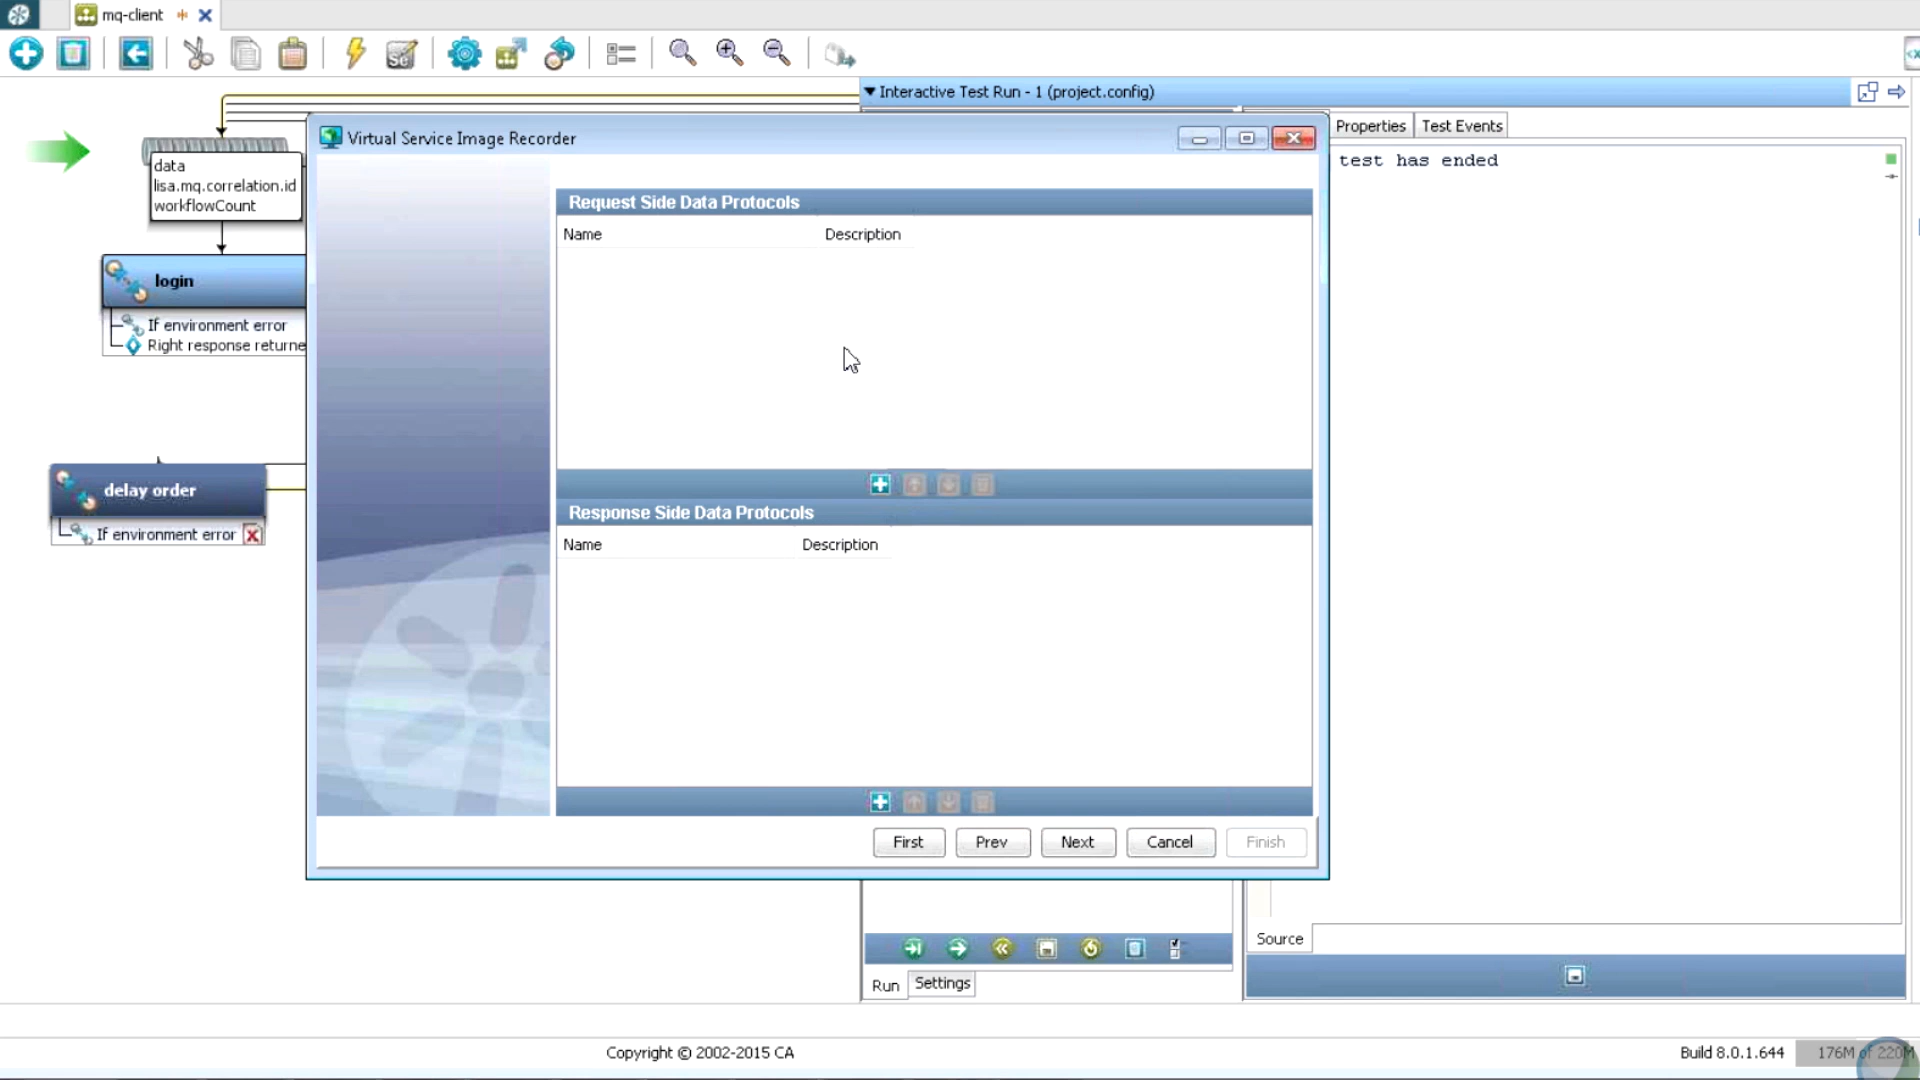 mq-client
Interactive Test Run - 1 (project.config)
Virtual Service Image Recorder
Properties
Test Events
data
lisa.mq.correlation.id
workflowCount
test has ended
Request Side Data Protocols
Name
Description
login
If environment error
Right response returne
delay order
If environment error
Response Side Data Protocols
Name
Description
First
Prev
Next
Cancel
Finish
Source
Run
Settings
Copyright © 2002-2015 CA
Build 8.0.1.644
176M of 220M